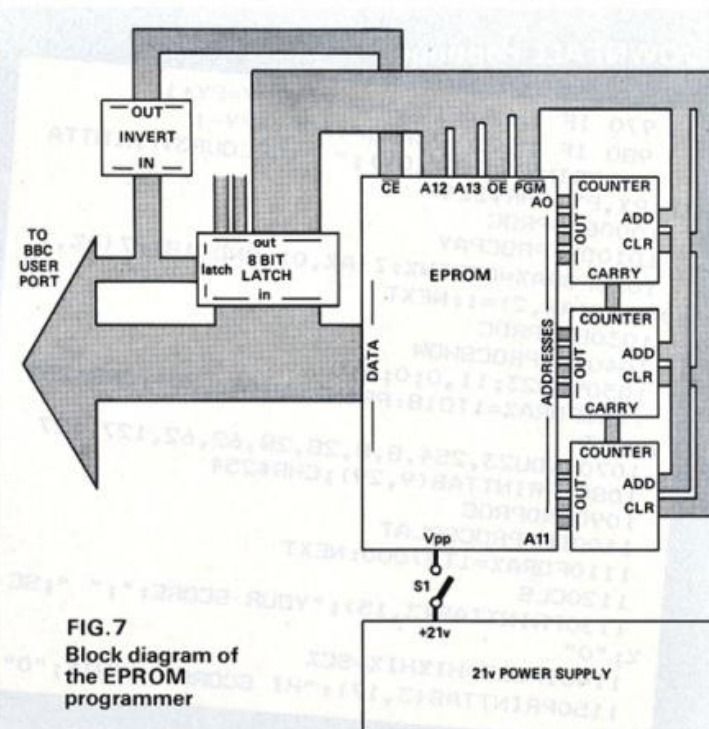 OUT
INVERT
IN
TO
BBC
USER
PORT
out
latch 8 BIT
LATCH
in
CE A12 A13 OE PGM
AO
EPROM
DATA
ADDRESSES
A11
Vpp
COUNTER
OUT
ADD
CLR
CARRY
COUNTER
OUT
ADD
CLR
CARRY
COUNTER
OUT
ADD
CLR
S1
+21v
21v POWER SUPPLY
FIG.7
Block diagram of
the EPROM
programmer